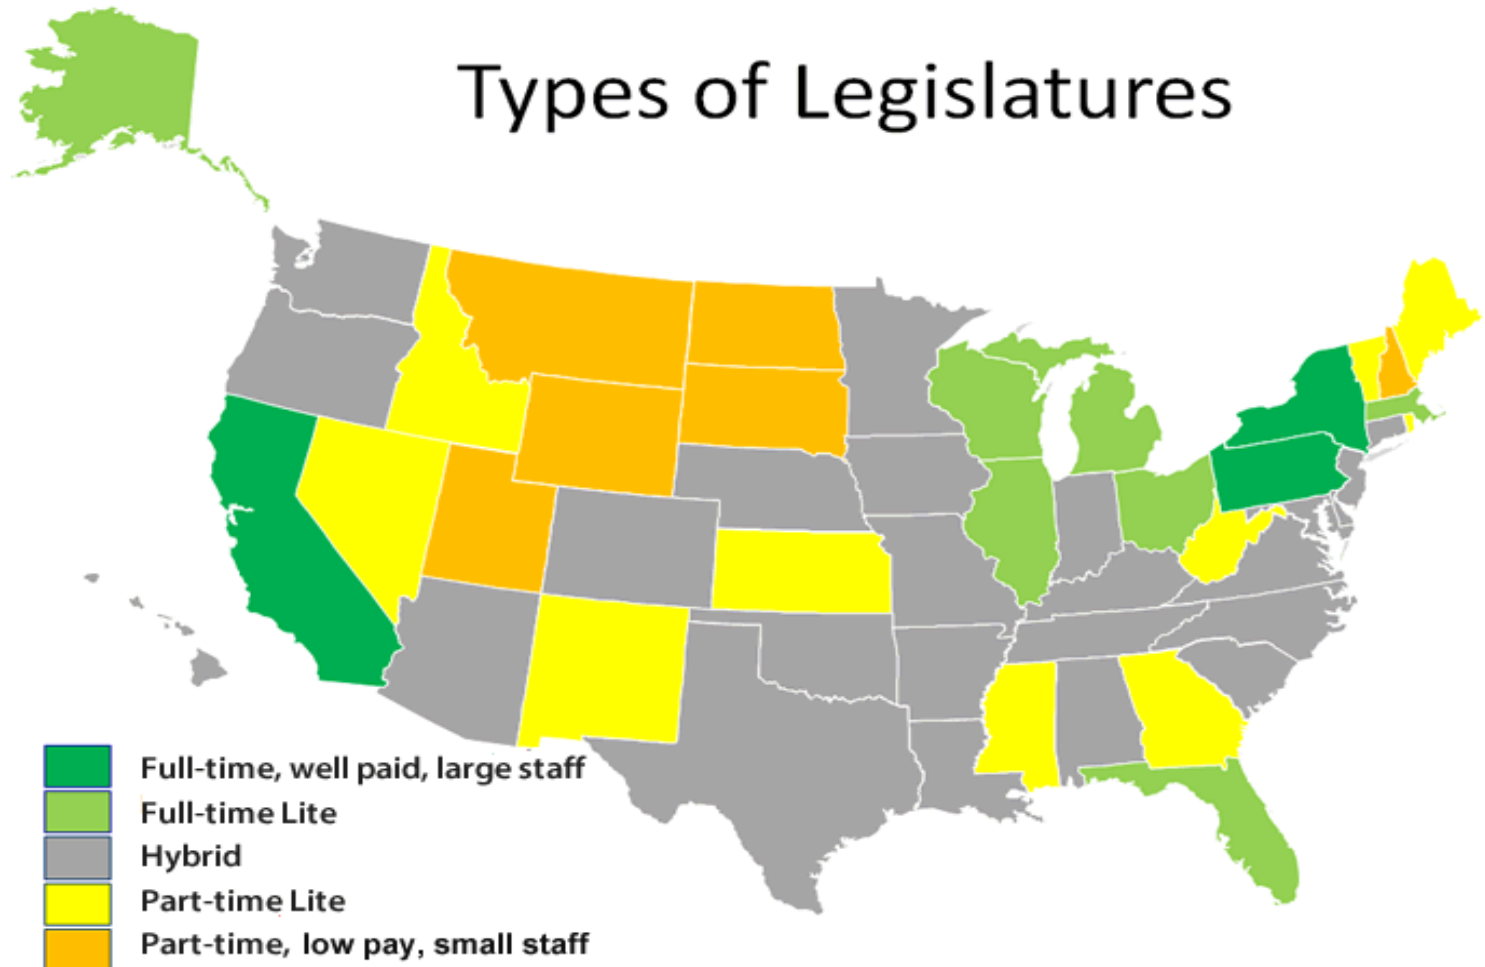 Types of Legislatures
Full-time, well paid, large staff
Full-time Lite
Hybrid
Part-time Lite
Part-time, low pay, small staff